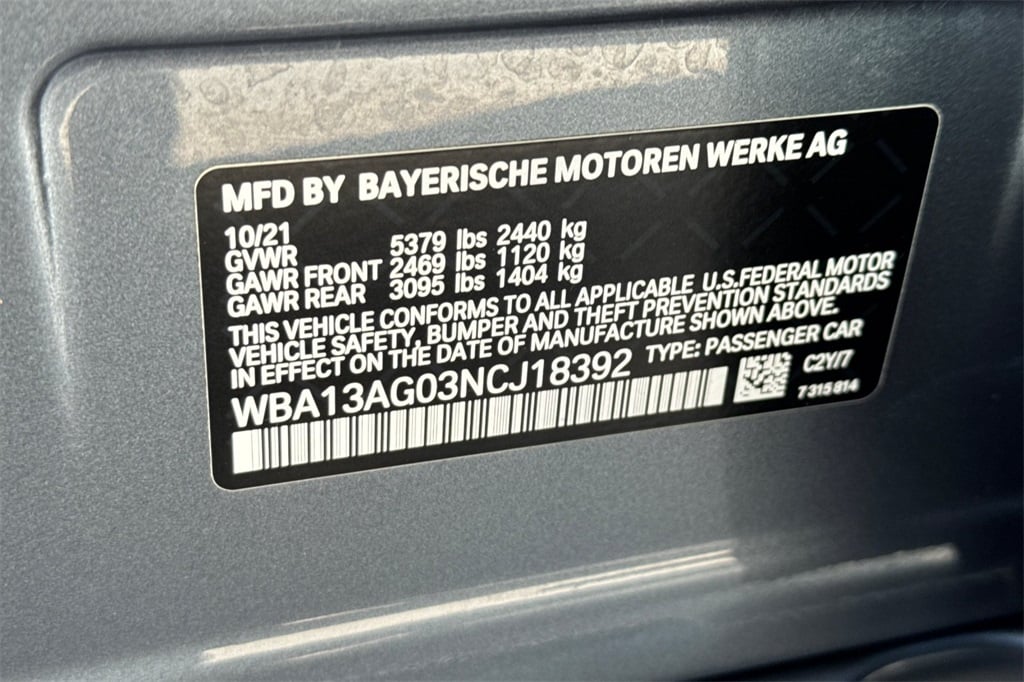 MFD BY BAYERISCHE MOTOREN WERKE AG
10/21
GVWR 5379 lbs 2440 kg
GAWR FRONT 2469 lbs 1120 kg
GAWR REAR 3095 lbs 1404 kg
THIS VEHICLE CONFORMS TO ALL APPLICABLE U.S.FEDERAL MOTOR
VEHICLE SAFETY, BUMPER AND THEFT PREVENTION STANDARDS
IN EFFECT ON THE DATE OF MANUFACTURE SHOWN ABOVE.
WBA13AG03NCJ18392 TYPE: PASSENGER CAR
C2Y/7
7 315 814